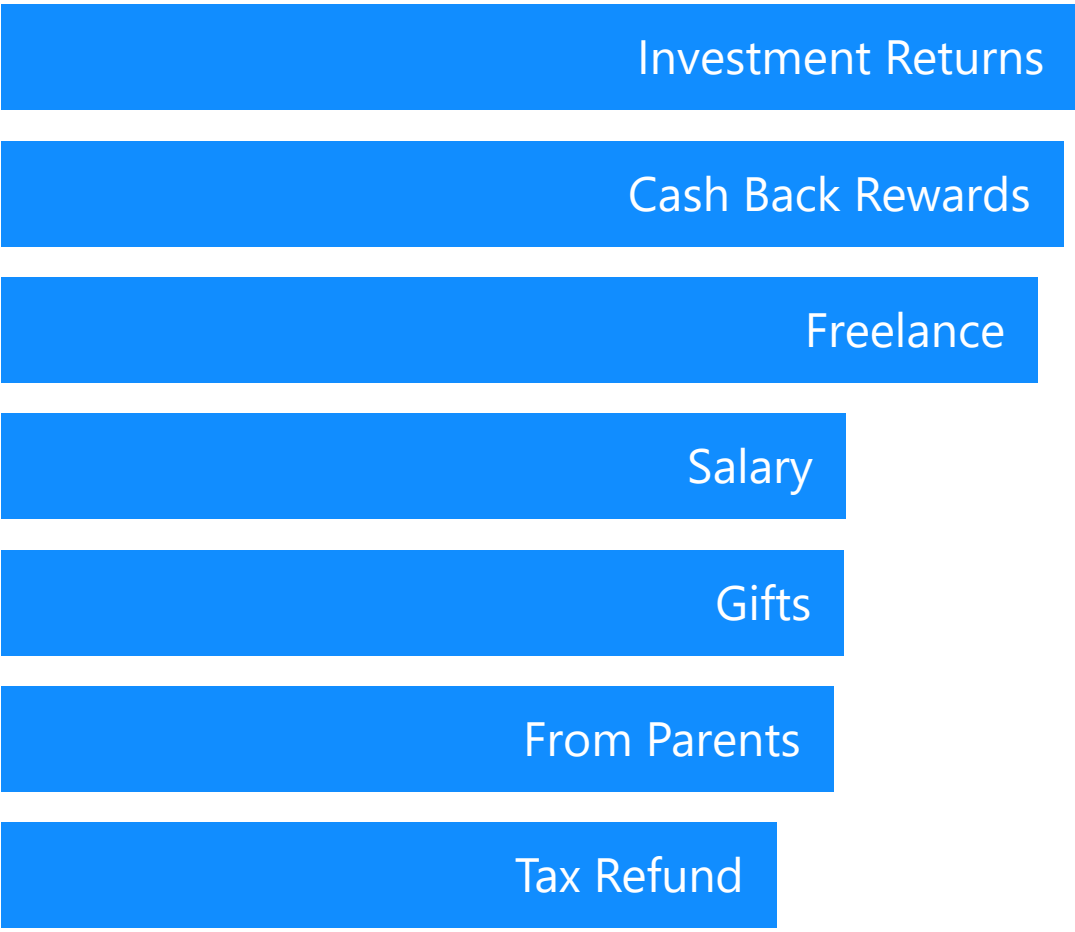 Investment Returns
Cash Back Rewards
Freelance
Salary
Gifts
From Parents
Tax Refund